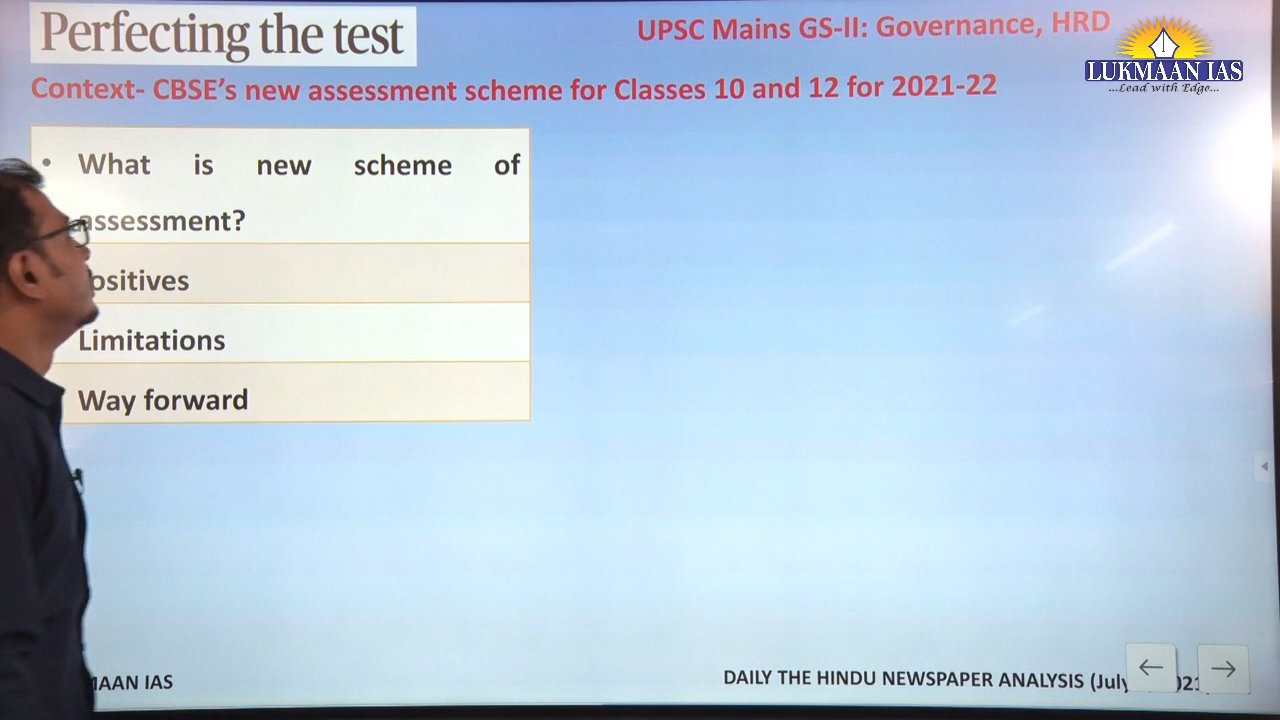 Perfecting the test
UPSC Mains GS-II: Governance, HRD
LUKMAAN IAS
...Lead with Edge...
Context- CBSE's new assessment scheme for Classes 10 and 12 for 2021-22
• What is new scheme of
assessment?
ositives
Limitations
Way forward
MAAN IAS
DAILY THE HINDU NEWSPAPER ANALYSIS (July 021